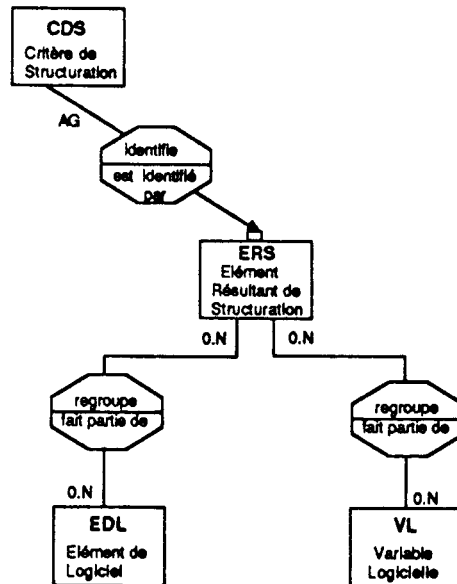 CDS
Critère de
Structuration
AG
identifie
est identifié
par
ERS
Elément
Résultant de
Structuration
0.N
0.N
regroupe
fait partie de
regroupe
fait partie de
0.N
0.N
EDL
Elément de
Logiciel
VL
Variable
Logicielle